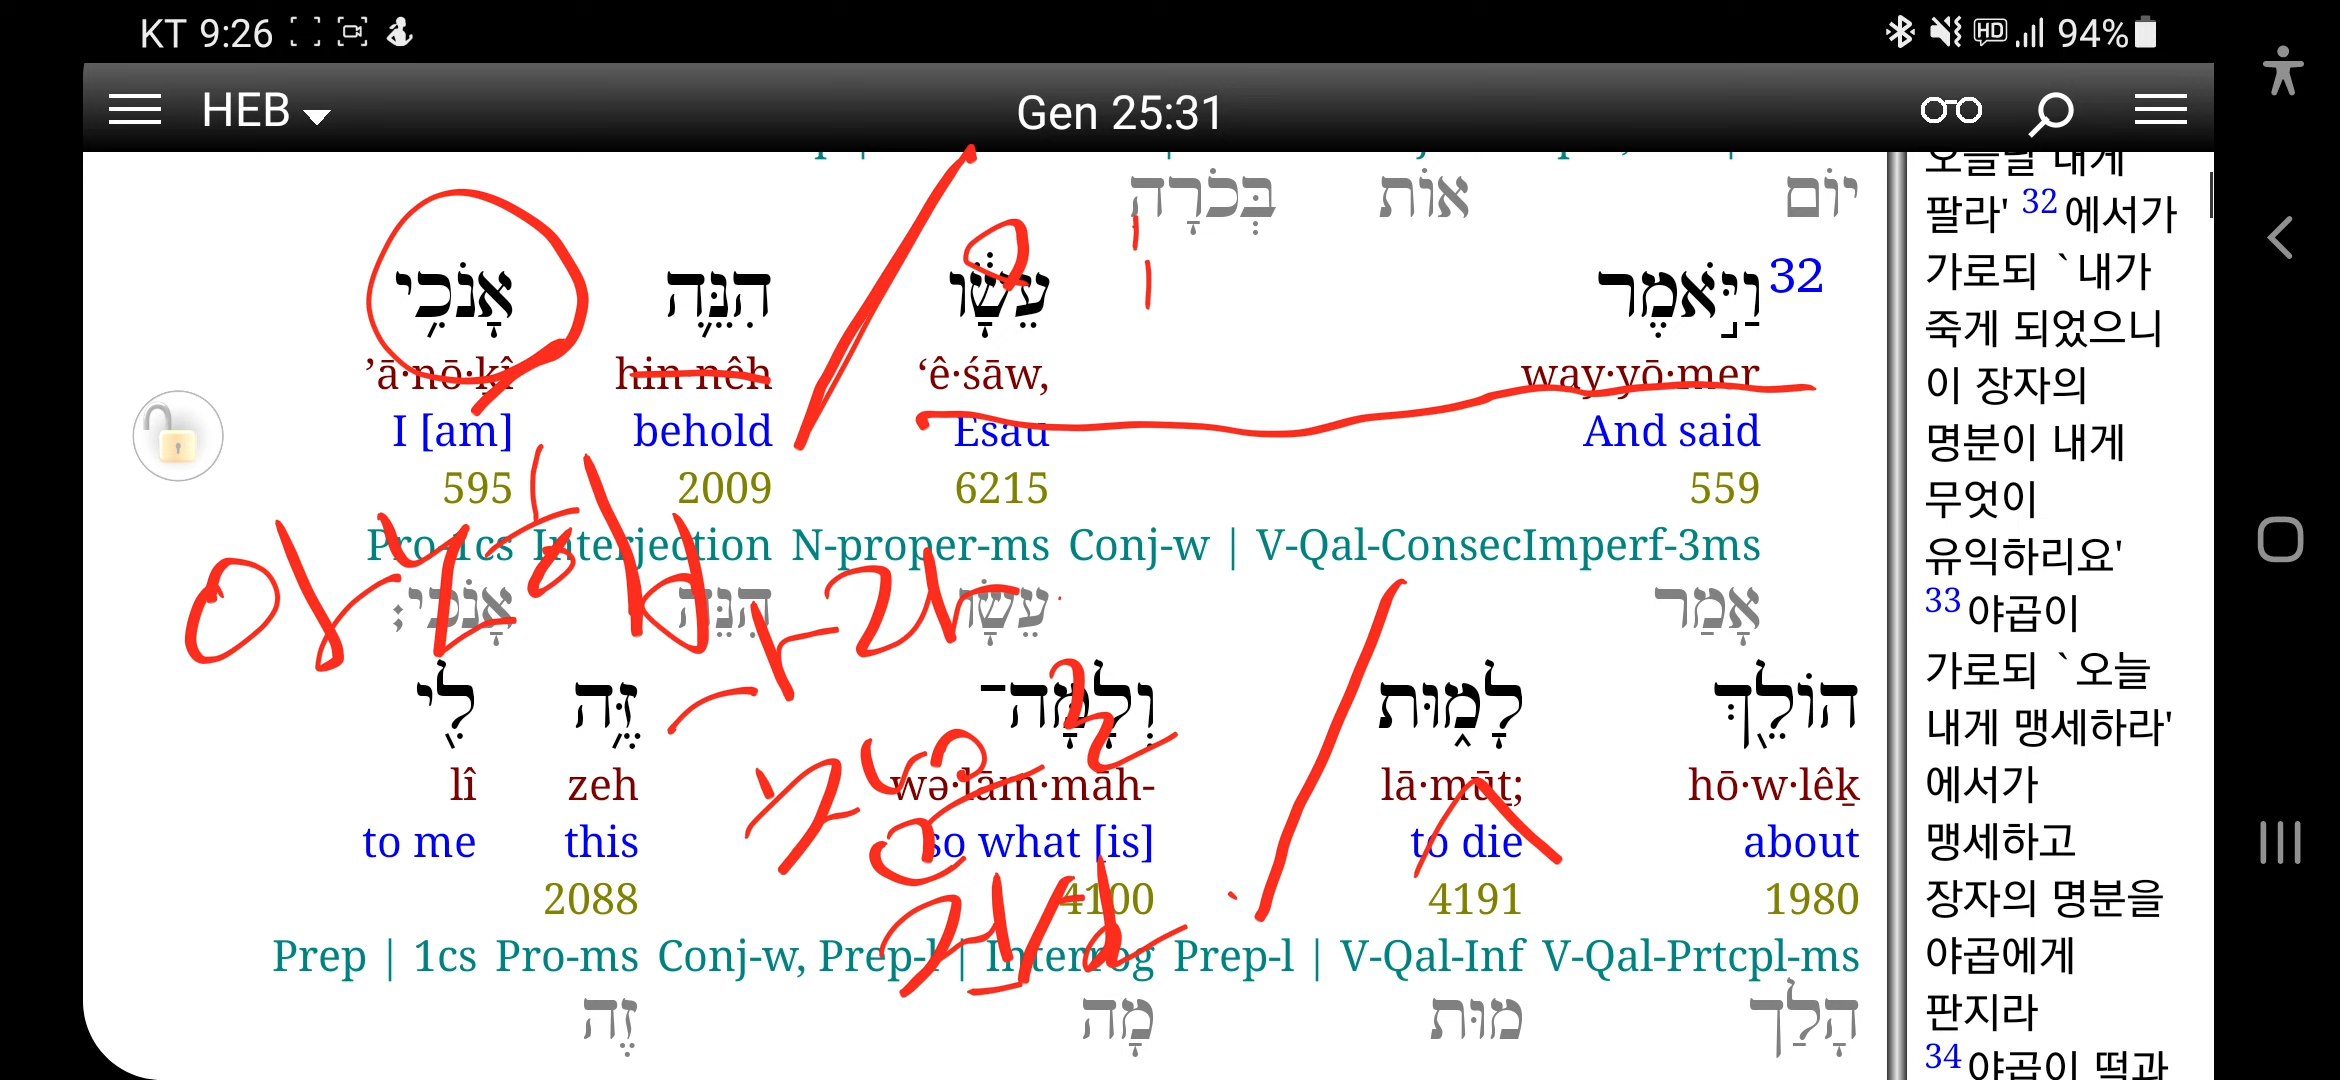 KT 9:26 HD 94%
HEB Gen 25:31
יוֹם אוֹת בְּכֹרָה
32 וַיֹּ֣אמֶר עֵשָׂ֔ו הִנֵּ֛ה אָנֹכִ֥י
way·yō·mer ‘ê·śāw, hin·nêh ’ā·nō·ḵî
And said Esau behold I [am]
559 6215 2009 595
Pro-1cs Interjection N-proper-ms Conj-w | V-Qal-ConsecImperf-3ms
אָמַר עֵשָׂו הִנֵּה אָנֹכִי׃
הוֹלֵ֖ךְ לָמ֑וּת וְלָמָּה־ זֶּ֥ה לִ֖י
hō·w·lêḵ lā·mūṯ; wə·lām·māh- zeh lî
about to die so what [is] this to me
1980 4191 4100 2088
Prep | 1cs Pro-ms Conj-w, Prep-l | Interrog Prep-l | V-Qal-Inf V-Qal-Prtcpl-ms
הָלַךְ מוּת מָה זֶה
오늘날 내게
팔라' 32 에서가
가로되 `내가
죽게 되었으니
이 장자의
명분이 내게
무엇이
유익하리요'
33 야곱이
가로되 `오늘
내게 맹세하라'
에서가
맹세하고
장자의 명분을
야곱에게
판지라
34 야곱이 떡과